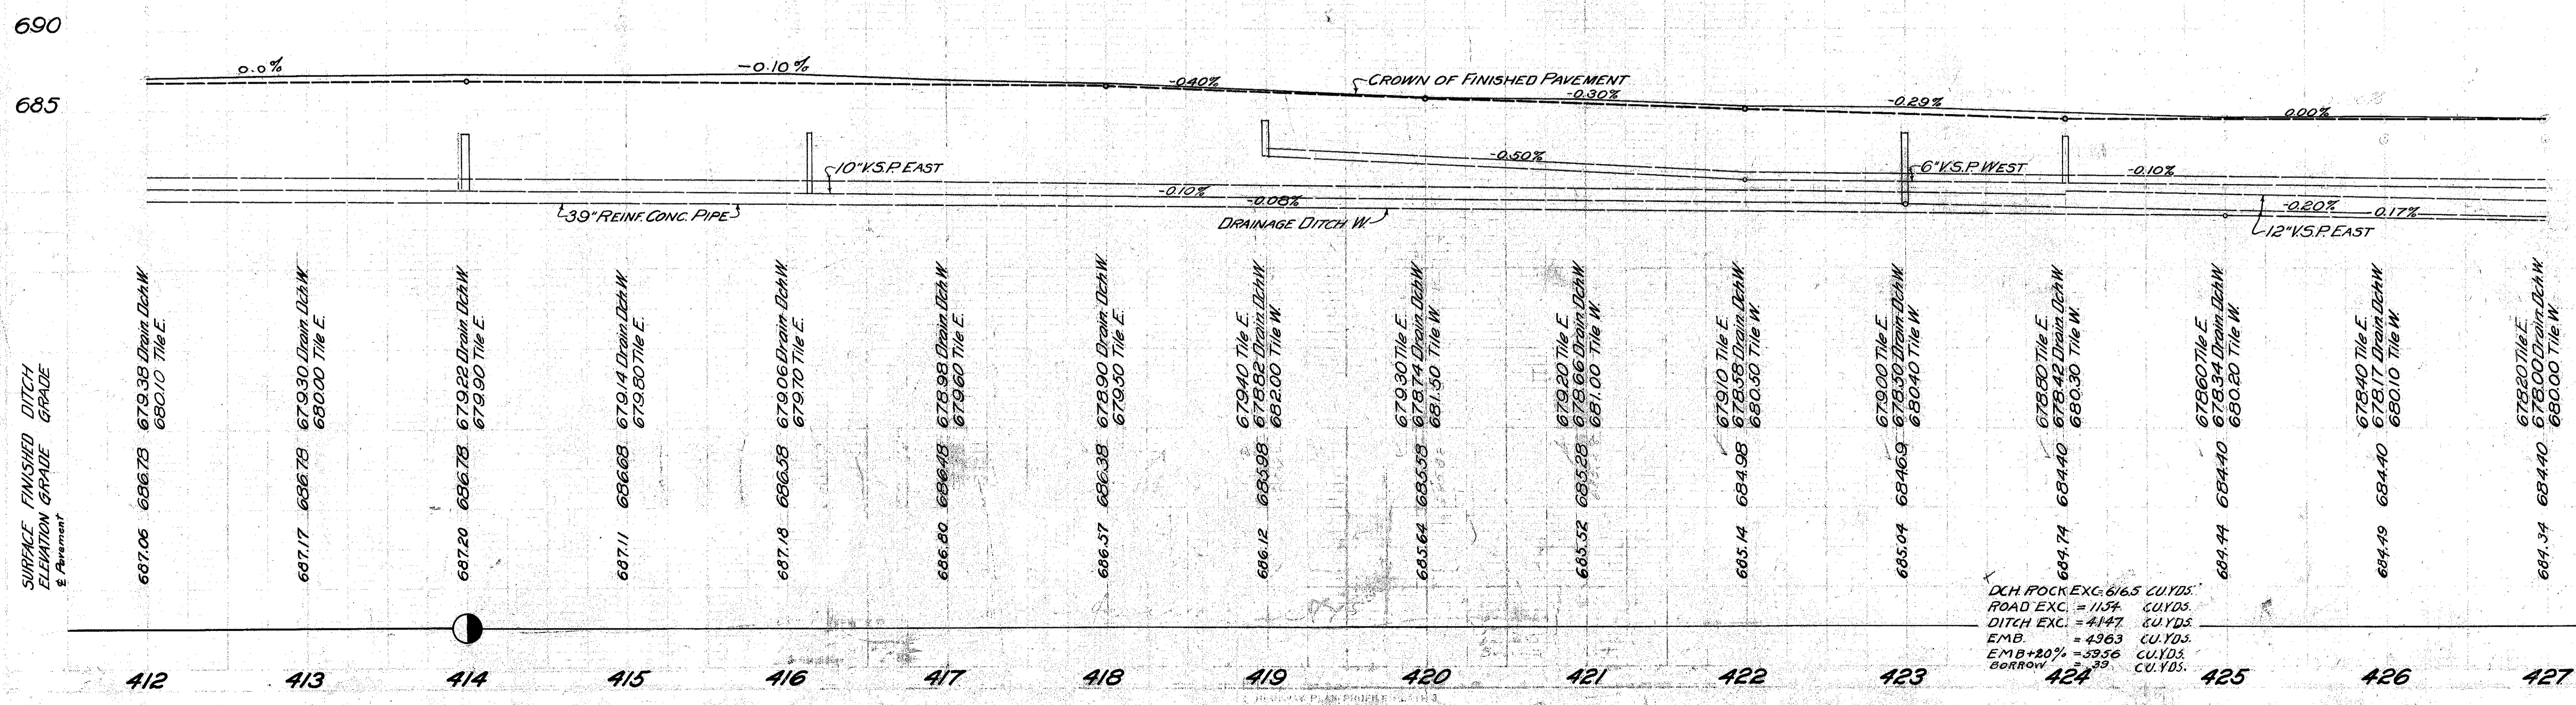 690
0.0%
-0.10%
-0.40%
CROWN OF FINISHED PAVEMENT
-0.30%
-0.29%
0.00%
685
10" V.S.P. EAST
-0.50%
6" V.S.P. WEST
-0.10%
39" REINF. CONC. PIPE
-0.10%
-0.08%
DRAINAGE DITCH W.
-0.20%
0.17%
12" V.S.P. EAST
SURFACE ELEVATION
℄ Pavement
FINISHED GRADE
DITCH GRADE
687.06 686.78 679.38 Drain. Dch.W.
680.10 Tile E.
687.17 686.78 679.30 Drain. Dch.W.
680.00 Tile E.
687.20 686.78 679.22 Drain. Dch.W.
679.90 Tile E.
687.11 686.68 679.14 Drain. Dch.W.
679.80 Tile E.
687.18 686.58 679.06 Drain. Dch.W.
679.70 Tile E.
686.80 686.48 678.98 Drain. Dch.W.
679.60 Tile E.
686.57 686.38 678.90 Drain. Dch.W.
679.50 Tile E.
679.40 Tile E.
686.12 685.98 678.82 Drain. Dch.W.
682.00 Tile W.
679.30 Tile E.
685.64 685.58 678.74 Drain. Dch.W.
681.50 Tile W.
679.20 Tile E.
685.52 685.28 678.66 Drain. Dch.W.
681.00 Tile W.
679.10 Tile E.
685.14 684.98 678.58 Drain. Dch.W.
680.50 Tile W.
679.00 Tile E.
685.04 684.69 678.50 Drain. Dch.W.
680.40 Tile W.
678.80 Tile E.
684.74 684.40 678.42 Drain. Dch.W.
680.30 Tile W.
678.60 Tile E.
684.44 684.40 678.34 Drain. Dch.W.
680.20 Tile W.
678.40 Tile E.
684.49 684.40 678.17 Drain. Dch.W.
680.10 Tile W.
678.20 Tile E.
684.34 684.40 678.00 Drain. Dch.W.
680.00 Tile W.
DCH. ROCK EXC. 616.5 CU.YDS.
ROAD EXC. = 1154 CU.YDS.
DITCH EXC. = 4147 CU.YDS.
EMB. = 4963 CU.YDS.
EMB+20% = 5956 CU.YDS.
BORROW = 39 CU.YDS.
412 413 414 415 416 417 418 419 420 421 422 423 424 425 426 427